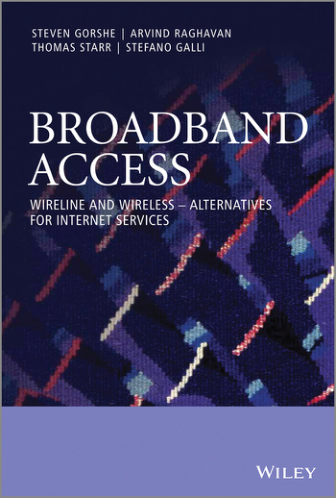 STEVEN GORSHE | ARVIND RAGHAVAN
THOMAS STARR | STEFANO GALLI
BROADBAND
ACCESS
WIRELINE AND WIRELESS – ALTERNATIVES
FOR INTERNET SERVICES
WILEY